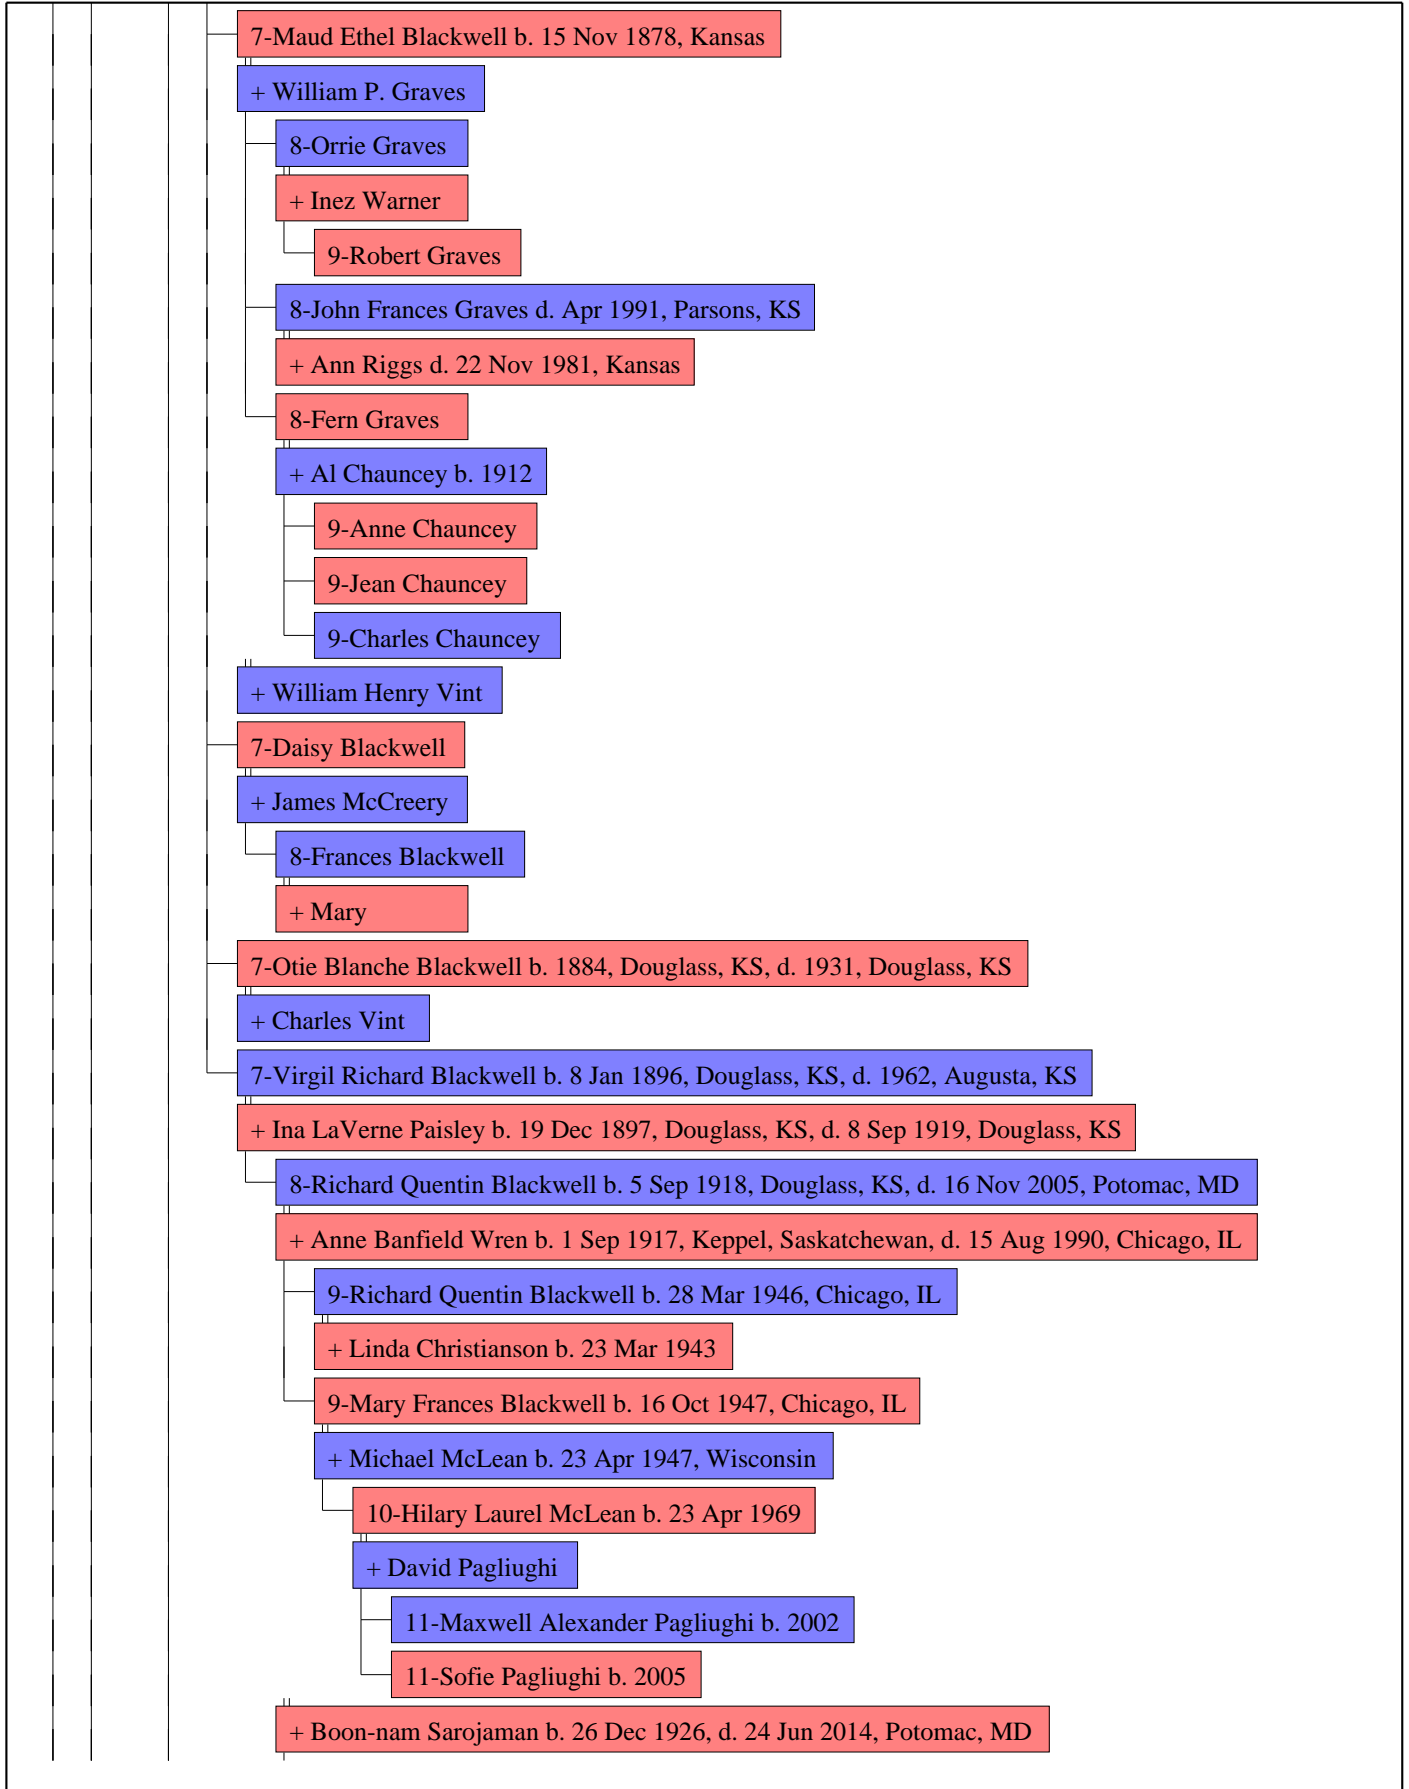 7-Maud Ethel Blackwell b. 15 Nov 1878, Kansas
+ William P. Graves
8-Orrie Graves
+ Inez Warner
9-Robert Graves
8-John Frances Graves d. Apr 1991, Parsons, KS
+ Ann Riggs d. 22 Nov 1981, Kansas
8-Fern Graves
+ Al Chauncey b. 1912
9-Anne Chauncey
9-Jean Chauncey
9-Charles Chauncey
+ William Henry Vint
7-Daisy Blackwell
+ James McCreery
8-Frances Blackwell
+ Mary
7-Otie Blanche Blackwell b. 1884, Douglass, KS, d. 1931, Douglass, KS
+ Charles Vint
7-Virgil Richard Blackwell b. 8 Jan 1896, Douglass, KS, d. 1962, Augusta, KS
+ Ina LaVerne Paisley b. 19 Dec 1897, Douglass, KS, d. 8 Sep 1919, Douglass, KS
8-Richard Quentin Blackwell b. 5 Sep 1918, Douglass, KS, d. 16 Nov 2005, Potomac, MD
+ Anne Banfield Wren b. 1 Sep 1917, Keppel, Saskatchewan, d. 15 Aug 1990, Chicago, IL
9-Richard Quentin Blackwell b. 28 Mar 1946, Chicago, IL
+ Linda Christianson b. 23 Mar 1943
9-Mary Frances Blackwell b. 16 Oct 1947, Chicago, IL
+ Michael McLean b. 23 Apr 1947, Wisconsin
10-Hilary Laurel McLean b. 23 Apr 1969
+ David Pagliughi
11-Maxwell Alexander Pagliughi b. 2002
11-Sofie Pagliughi b. 2005
+ Boon-nam Sarojaman b. 26 Dec 1926, d. 24 Jun 2014, Potomac, MD